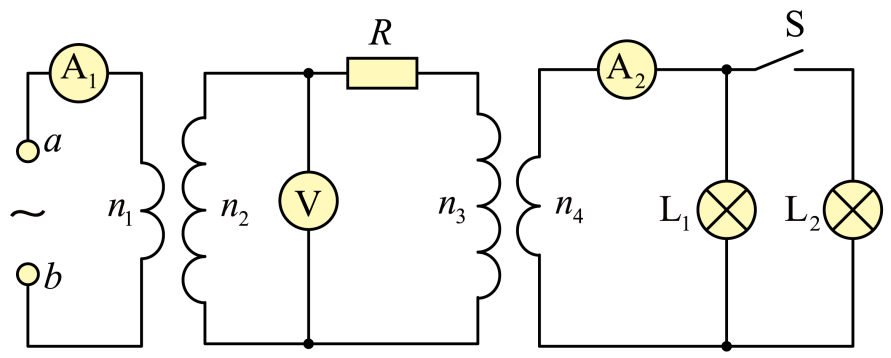 R
S
A₁
A₂
a
V
L₁
L₂
n₁
n₂
n₃
n₄
~
b